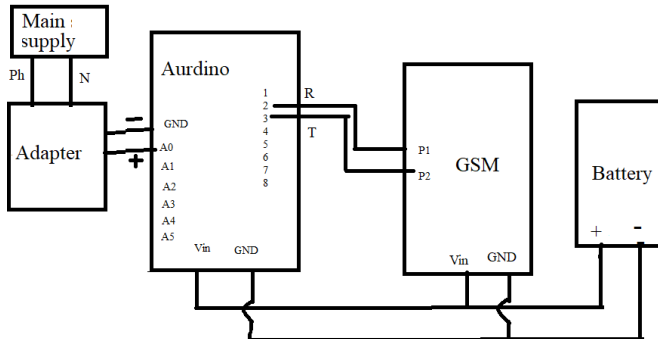 Main
supply
Ph
N
Adapter
-
+
Aurdino
GND
A0
A1
A2
A3
A4
A5
Vin
GND
1
2
3
4
5
6
7
8
R
T
P1
P2
GSM
Vin
GND
Battery
+
-